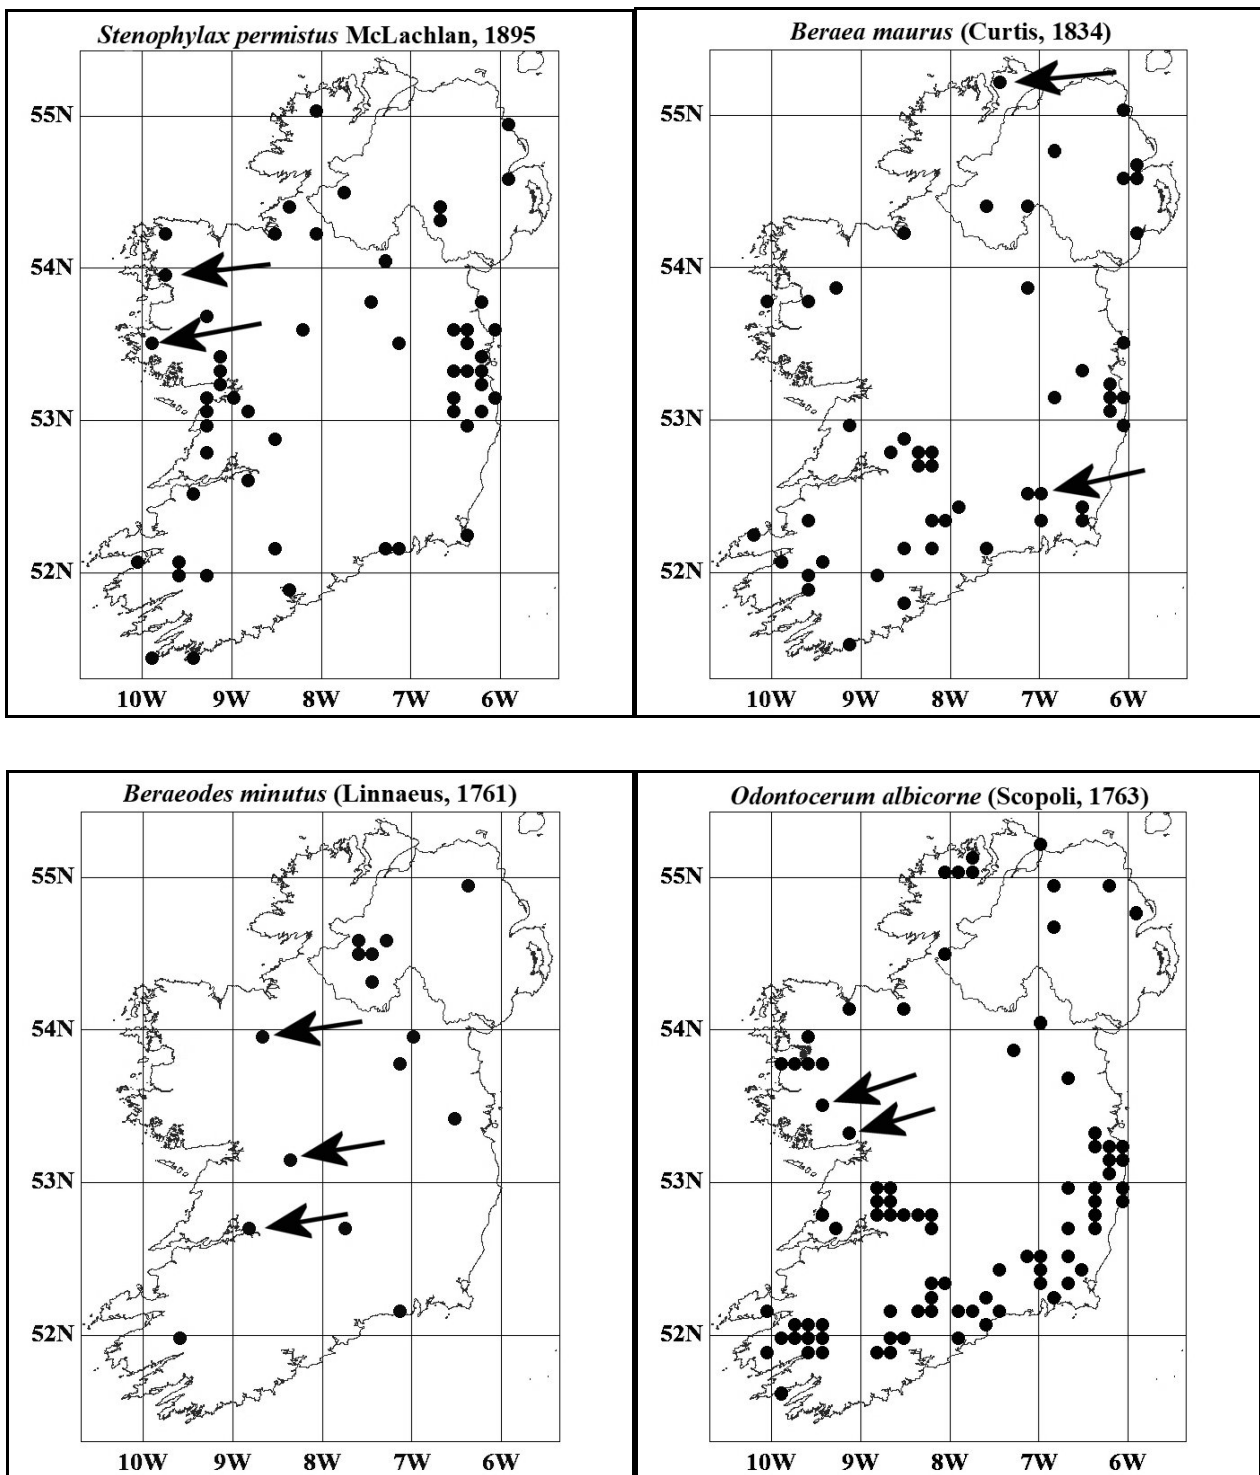 Stenophylax permistus McLachlan, 1895
55N
54N
53N
52N
10W 9W 8W 7W 6W
Beraea maurus (Curtis, 1834)
55N
54N
53N
52N
10W 9W 8W 7W 6W
Beraeodes minutus (Linnaeus, 1761)
55N
54N
53N
52N
10W 9W 8W 7W 6W
Odontocerum albicorne (Scopoli, 1763)
55N
54N
53N
52N
10W 9W 8W 7W 6W